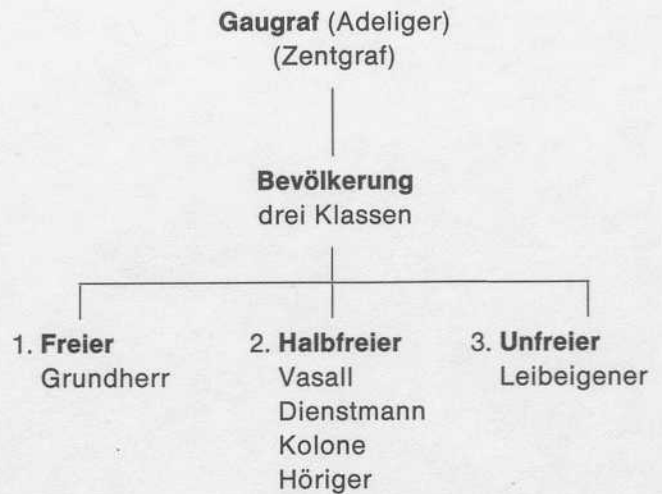 Gaugraf (Adeliger)
(Zentgraf)
Bevölkerung
drei Klassen
1. Freier
Grundherr
2. Halbfreier
Vasall
Dienstmann
Kolone
Höriger
3. Unfreier
Leibeigener